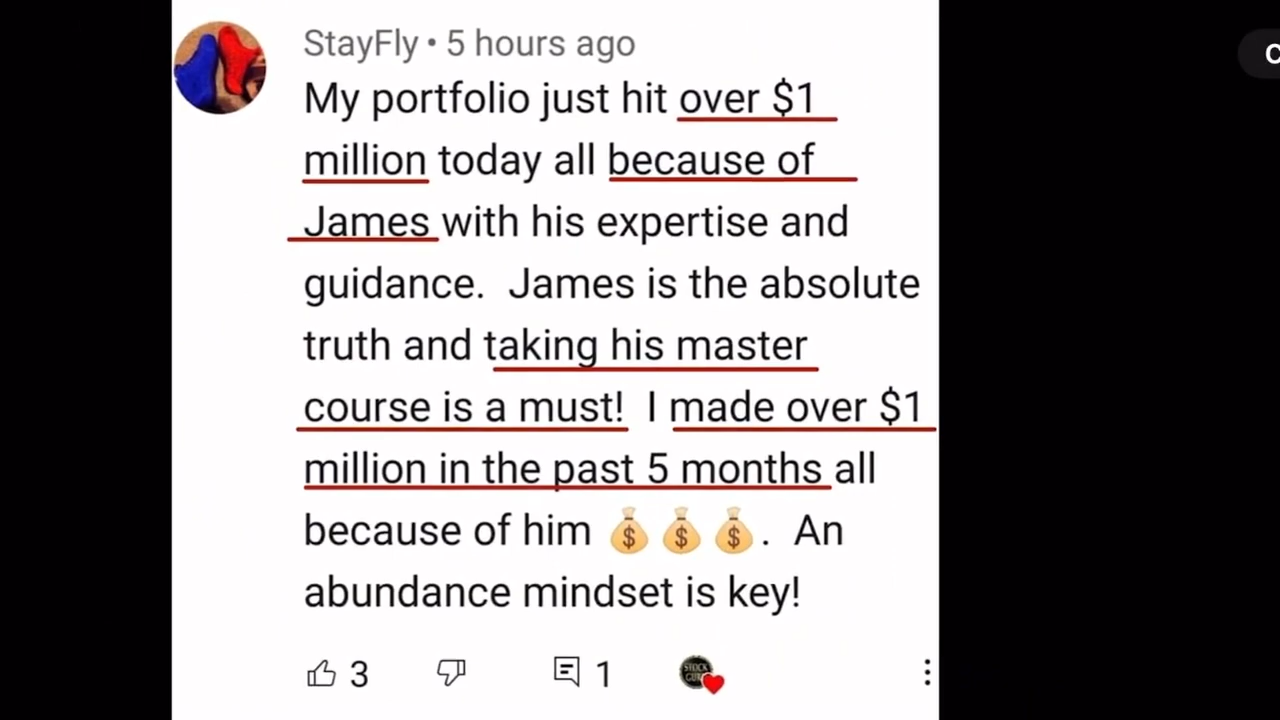 StayFly • 5 hours ago
My portfolio just hit over $1
million today all because of
James with his expertise and
guidance.  James is the absolute
truth and taking his master
course is a must!  I made over $1
million in the past 5 months all
because of him 💰💰💰.  An
abundance mindset is key!
3
1
STOCK